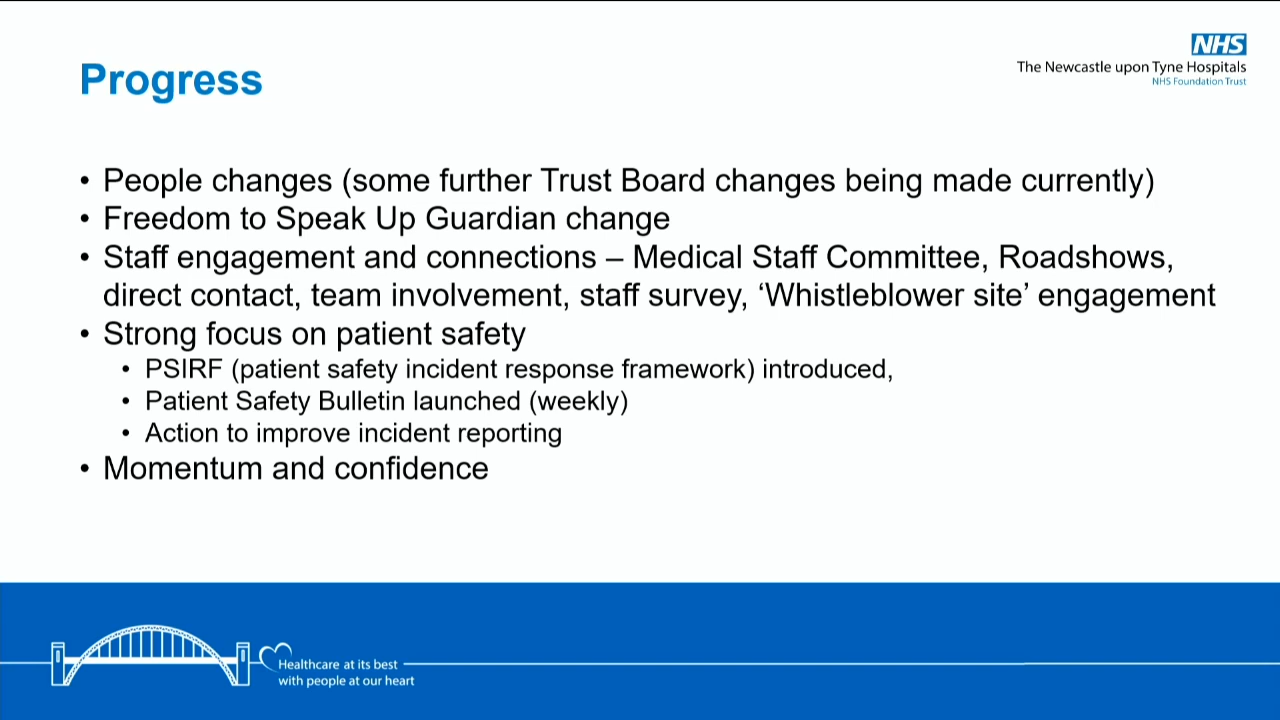 Progress
NHS
The Newcastle upon Tyne Hospitals
NHS Foundation Trust
• People changes (some further Trust Board changes being made currently)
• Freedom to Speak Up Guardian change
• Staff engagement and connections – Medical Staff Committee, Roadshows,
direct contact, team involvement, staff survey, ‘Whistleblower site’ engagement
• Strong focus on patient safety
• PSIRF (patient safety incident response framework) introduced,
• Patient Safety Bulletin launched (weekly)
• Action to improve incident reporting
• Momentum and confidence
Healthcare at its best
with people at our heart